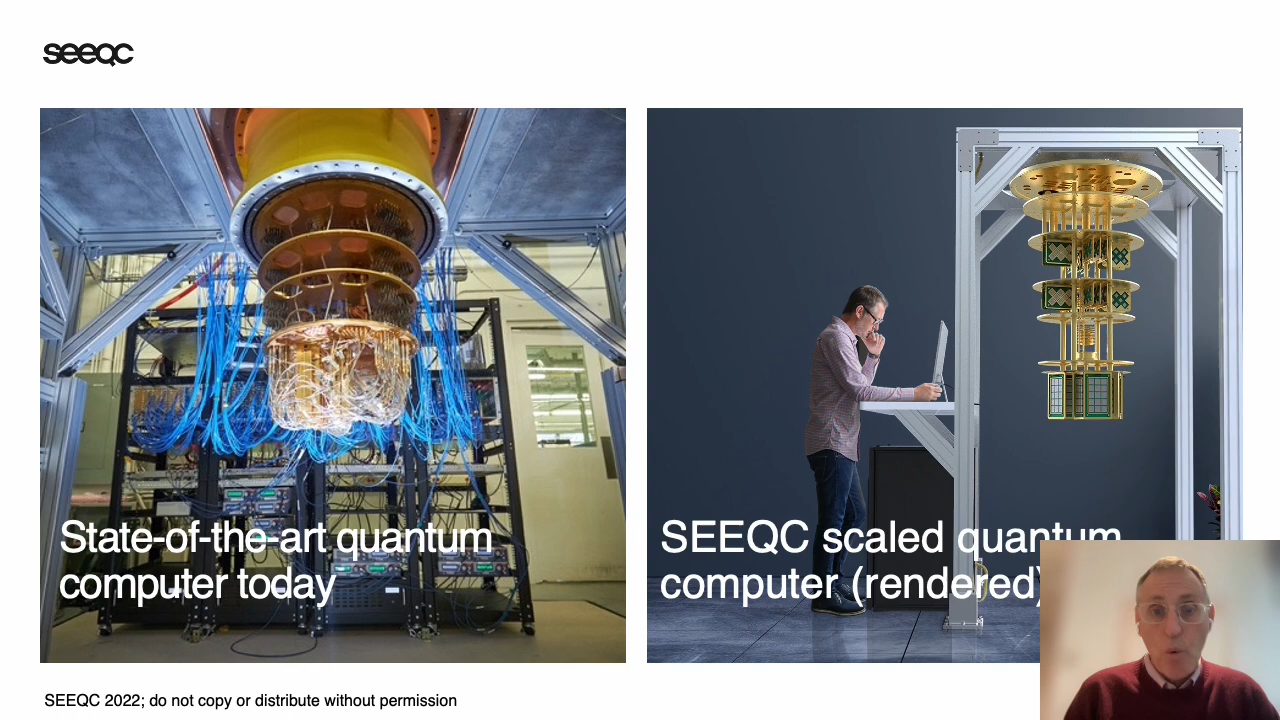 seeqc
State-of-the-art quantum
computer today
SEEQC scaled quantum
computer (rendered)
SEEQC 2022; do not copy or distribute without permission